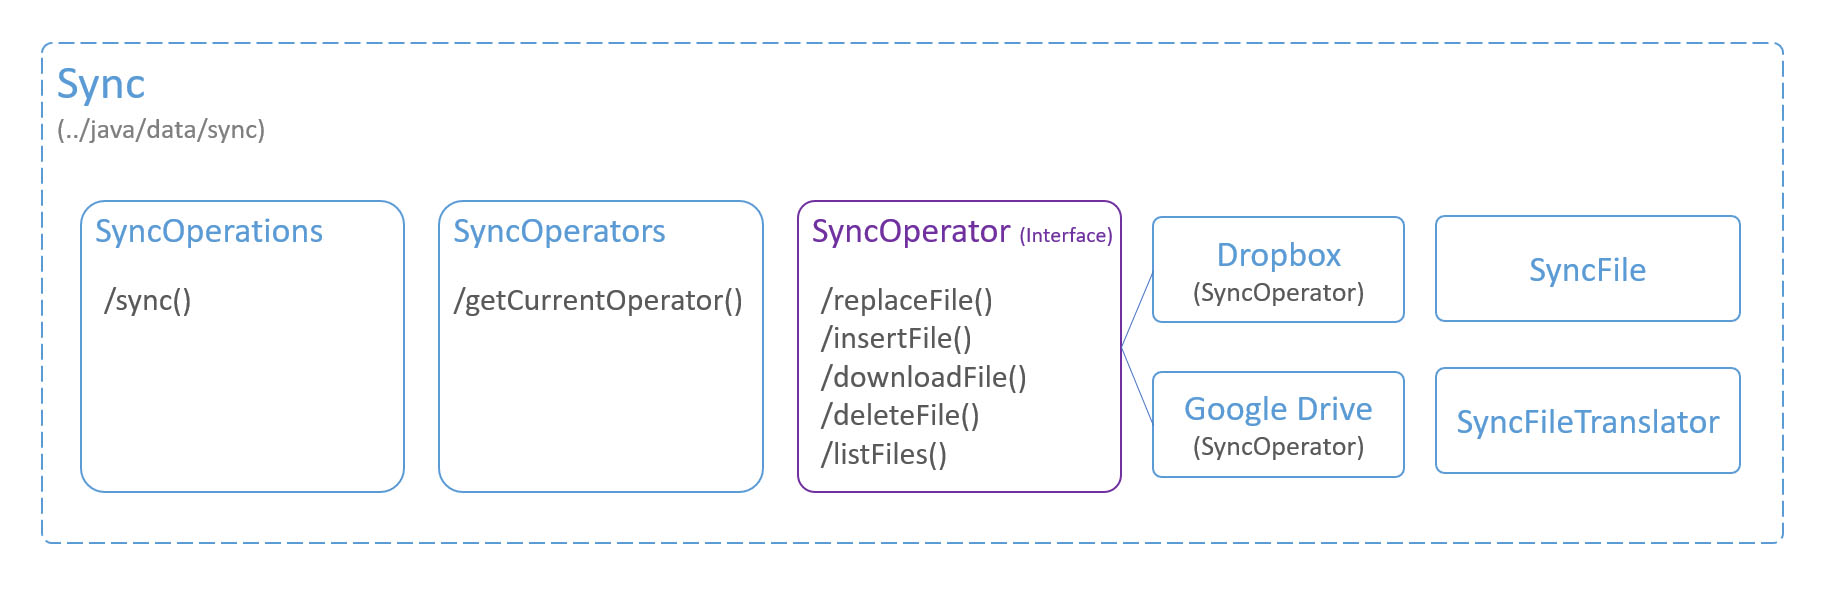 Sync
(../java/data/sync)
SyncOperations
/sync()
SyncOperators
/getCurrentOperator()
SyncOperator (Interface)
/replaceFile()
/insertFile()
/downloadFile()
/deleteFile()
/listFiles()
Dropbox
(SyncOperator)
Google Drive
(SyncOperator)
SyncFile
SyncFileTranslator